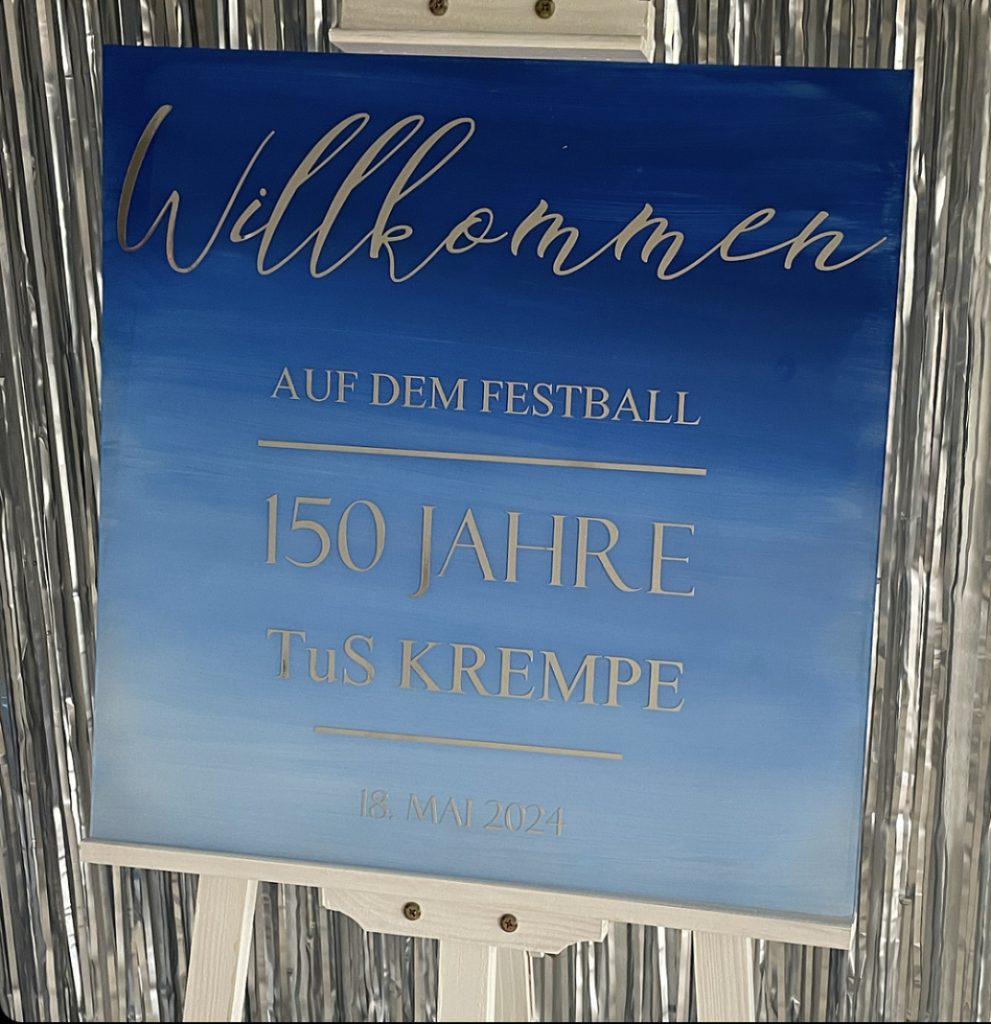 Willkommen
AUF DEM FESTBALL
150 JAHRE
TuS KREMPE
18. MAI 2024